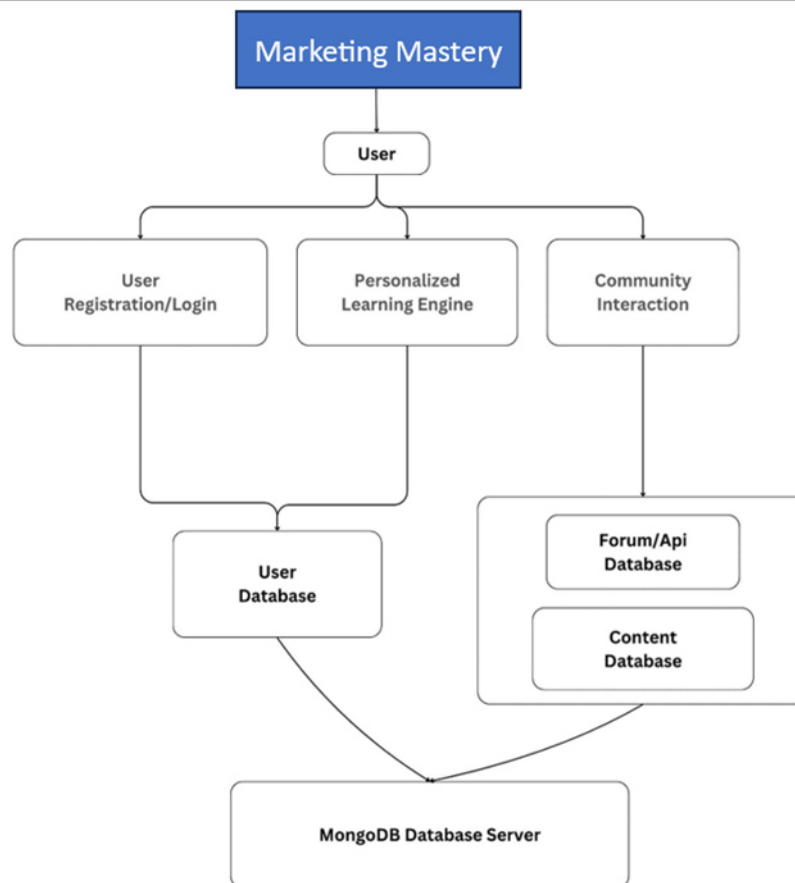 Marketing Mastery
User
User
Registration/Login
Personalized
Learning Engine
Community
Interaction
User
Database
Forum/Api
Database
Content
Database
MongoDB Database Server